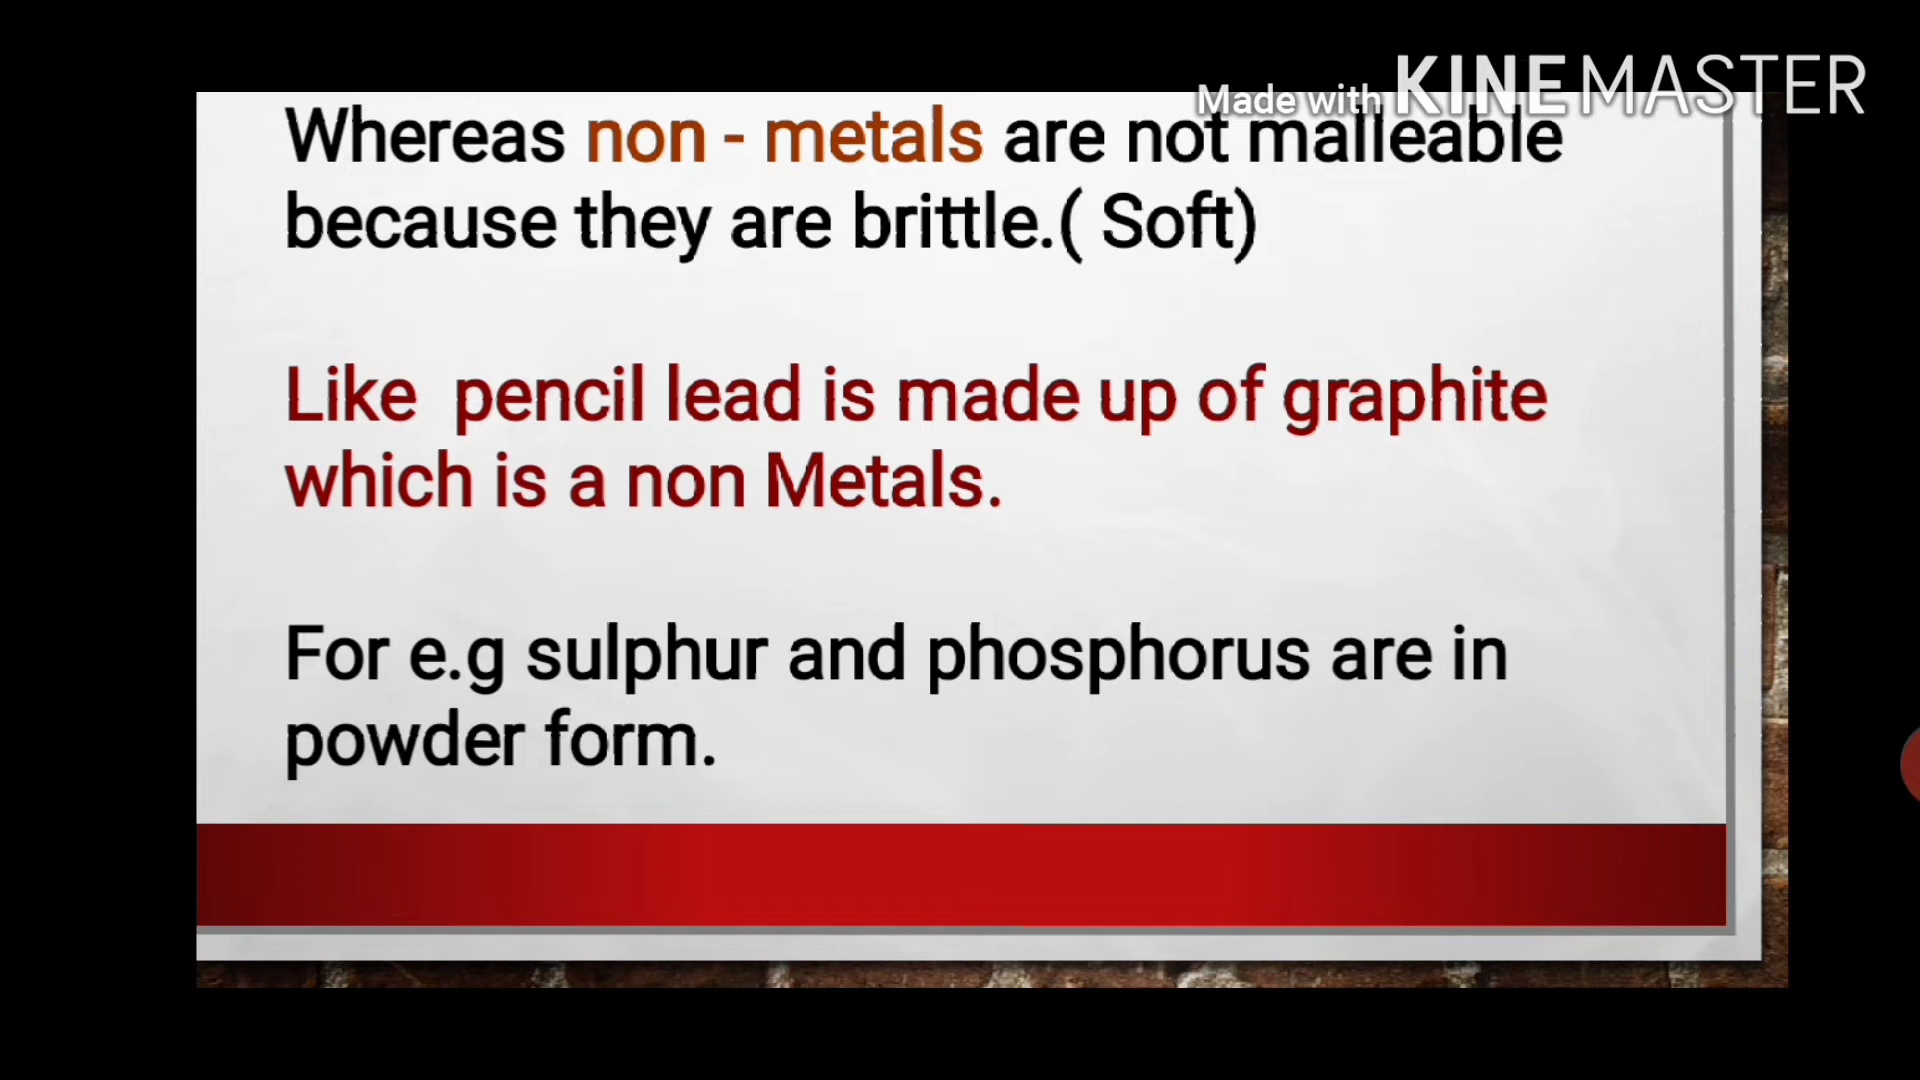 Made with KINEMASTER
Whereas non - metals are not malleable
because they are brittle.( Soft)
Like  pencil lead is made up of graphite
which is a non Metals.
For e.g sulphur and phosphorus are in
powder form.